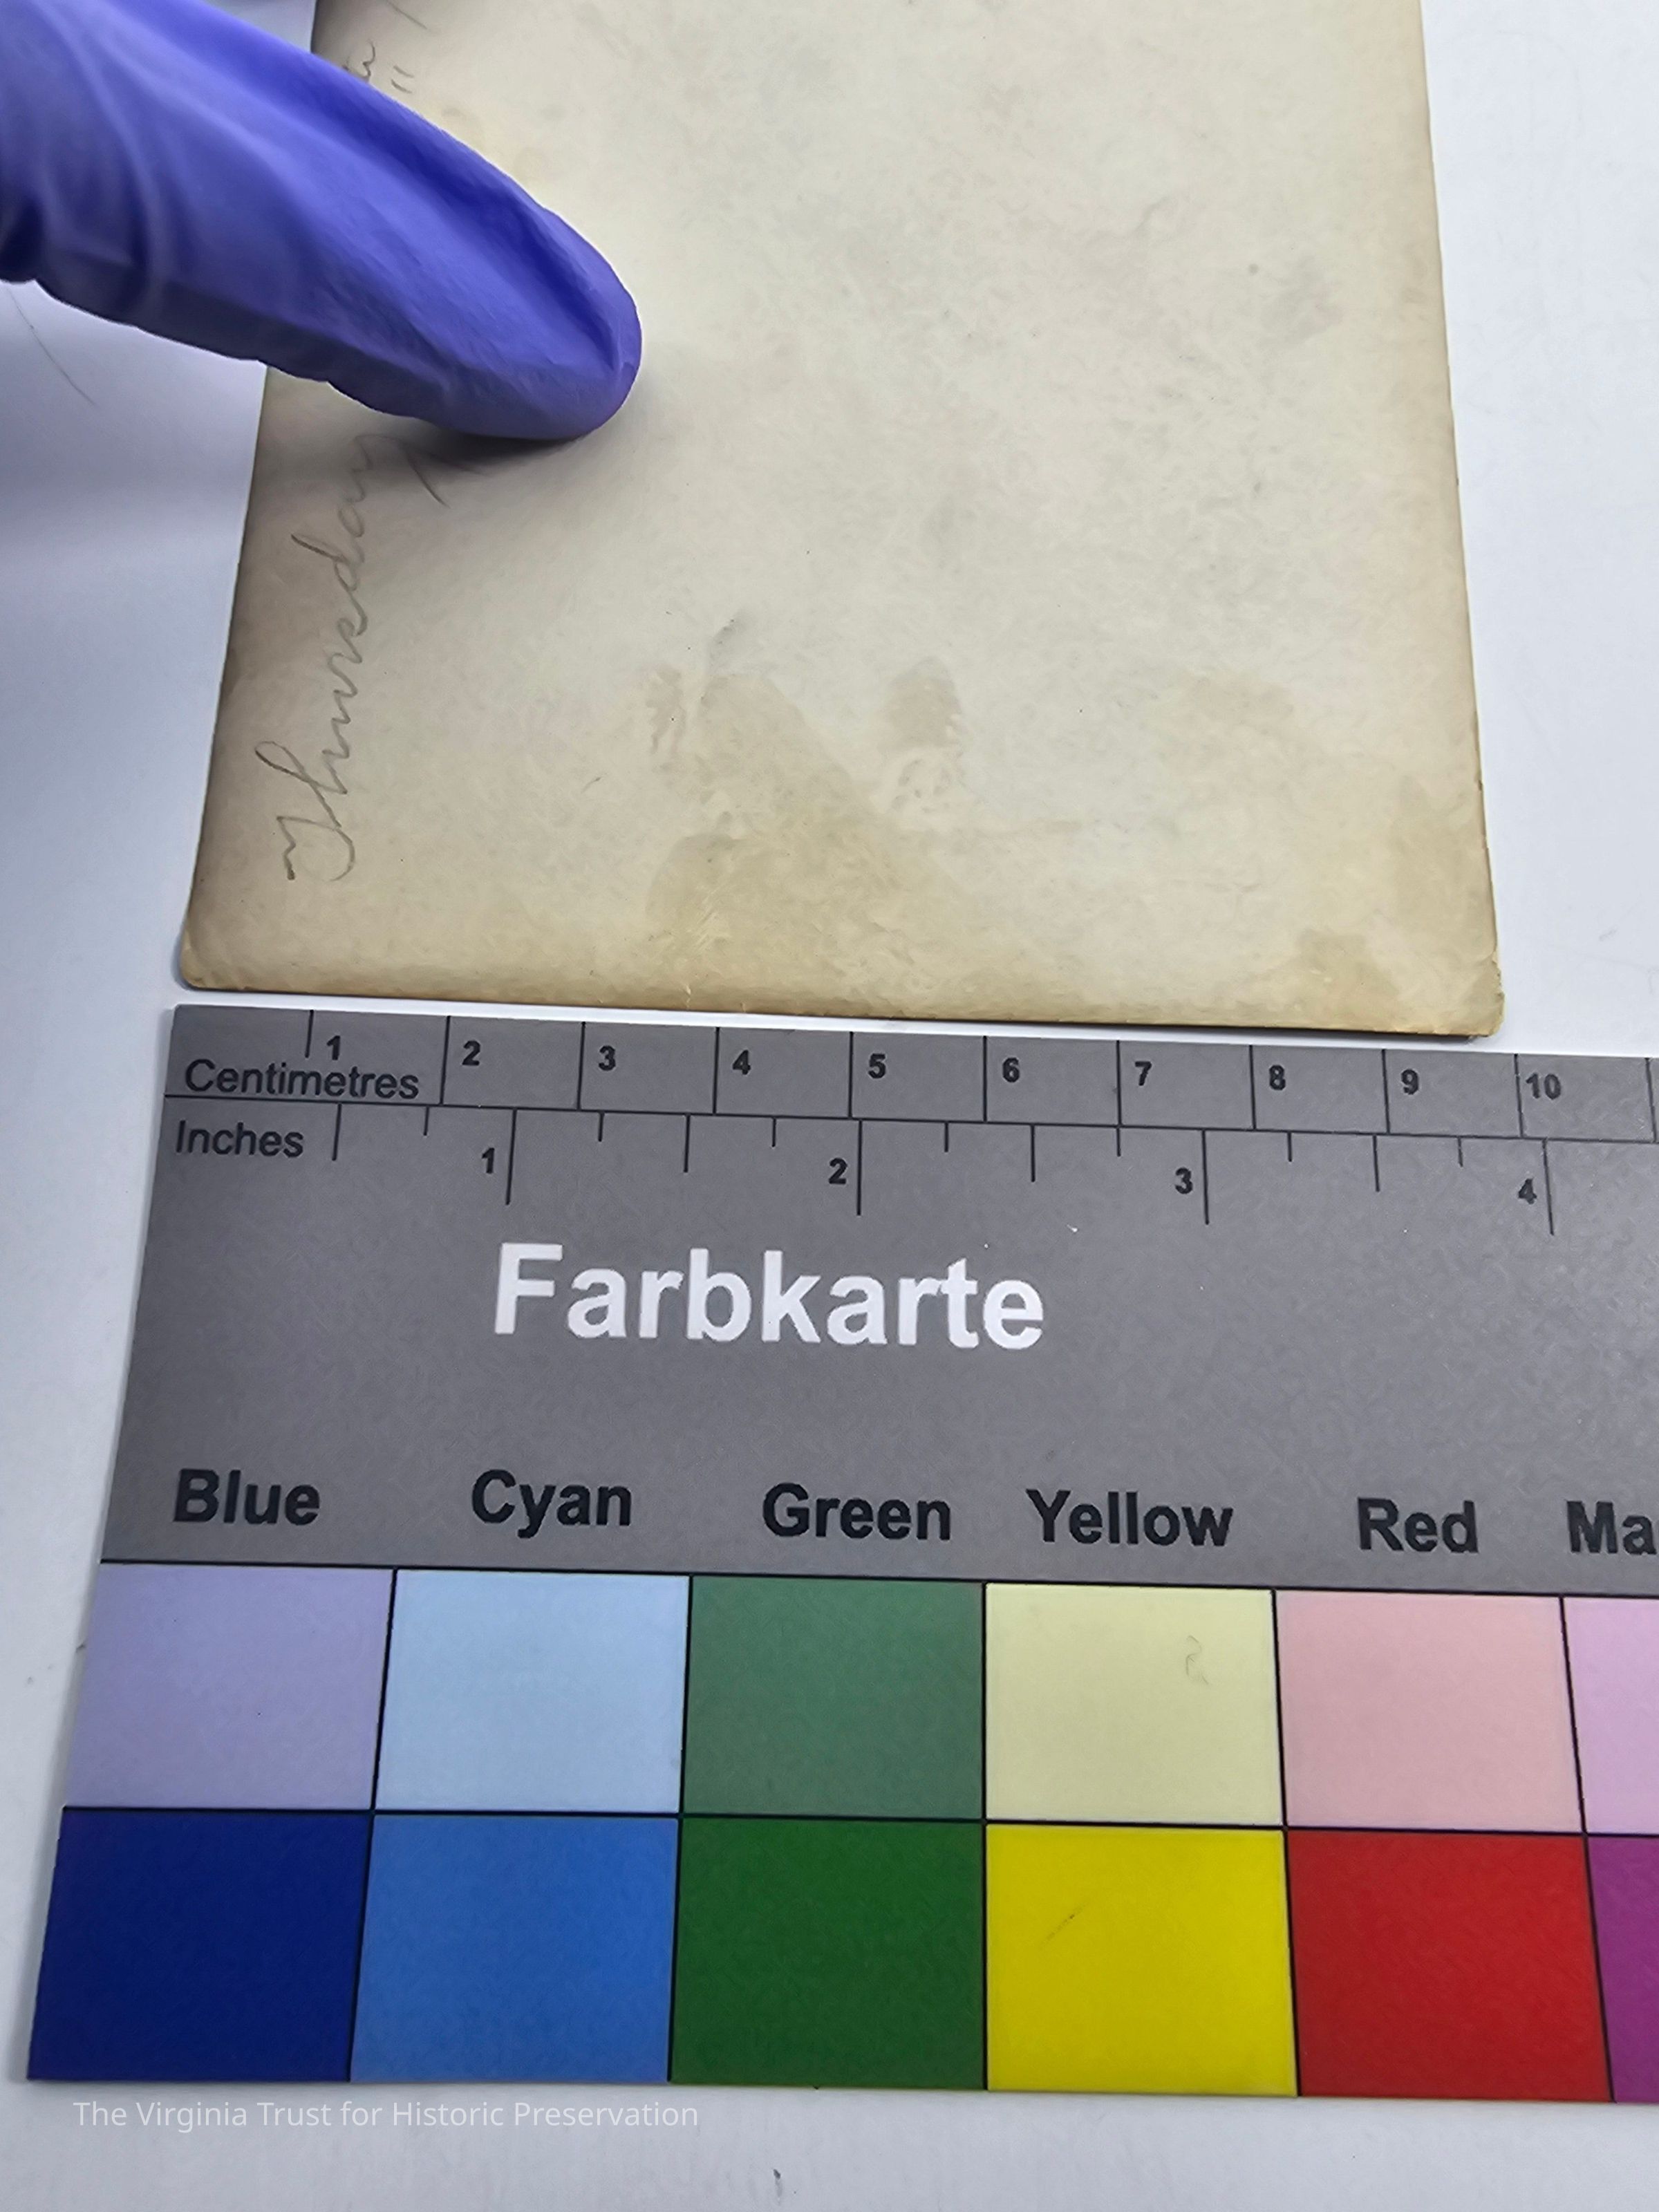 Thursday
1 2 3 4 5 6 7 8 9 10
Centimetres
Inches
1 2 3 4
Farbkarte
Blue Cyan Green Yellow Red Ma
The Virginia Trust for Historic Preservation